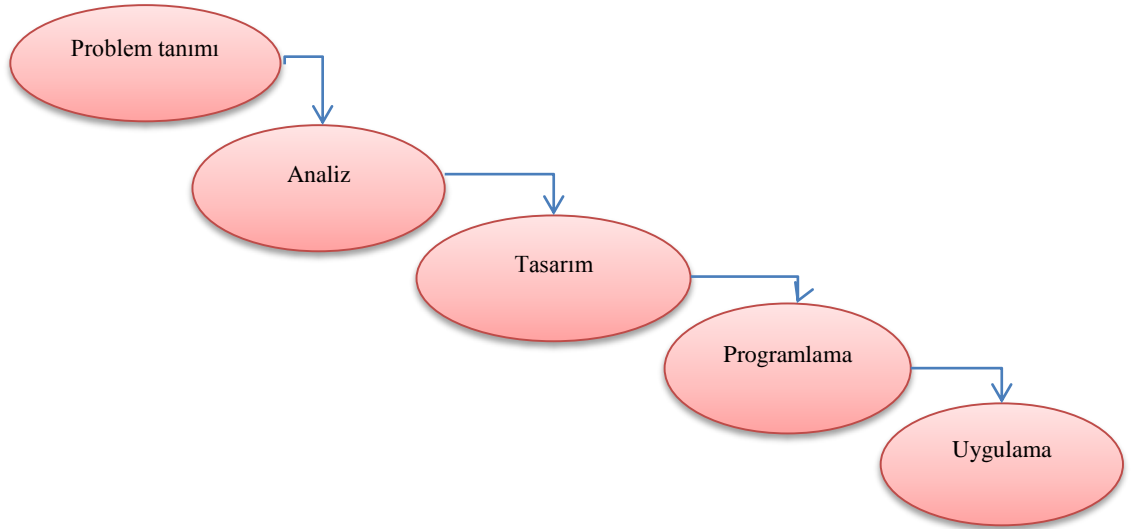 Problem tanımı
Analiz
Tasarım
Programlama
Uygulama